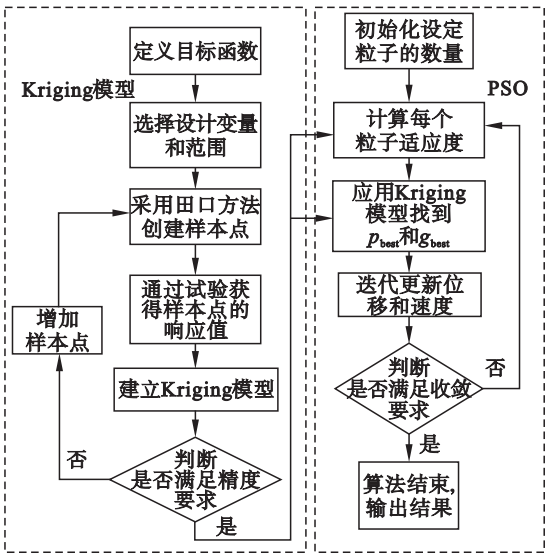 定义目标函数
Kriging模型
选择设计变量
和范围
采用田口方法
创建样本点
通过试验获
得样本点的
响应值
增加
样本点
建立Kriging模型
否
判断
是否满足精度
要求
是
初始化设定
粒子的数量
PSO
计算每个
粒子适应度
应用Kriging
模型找到
pbest和gbest
迭代更新位
移和速度
判断
是否满足收敛
要求
否
是
算法结束,
输出结果